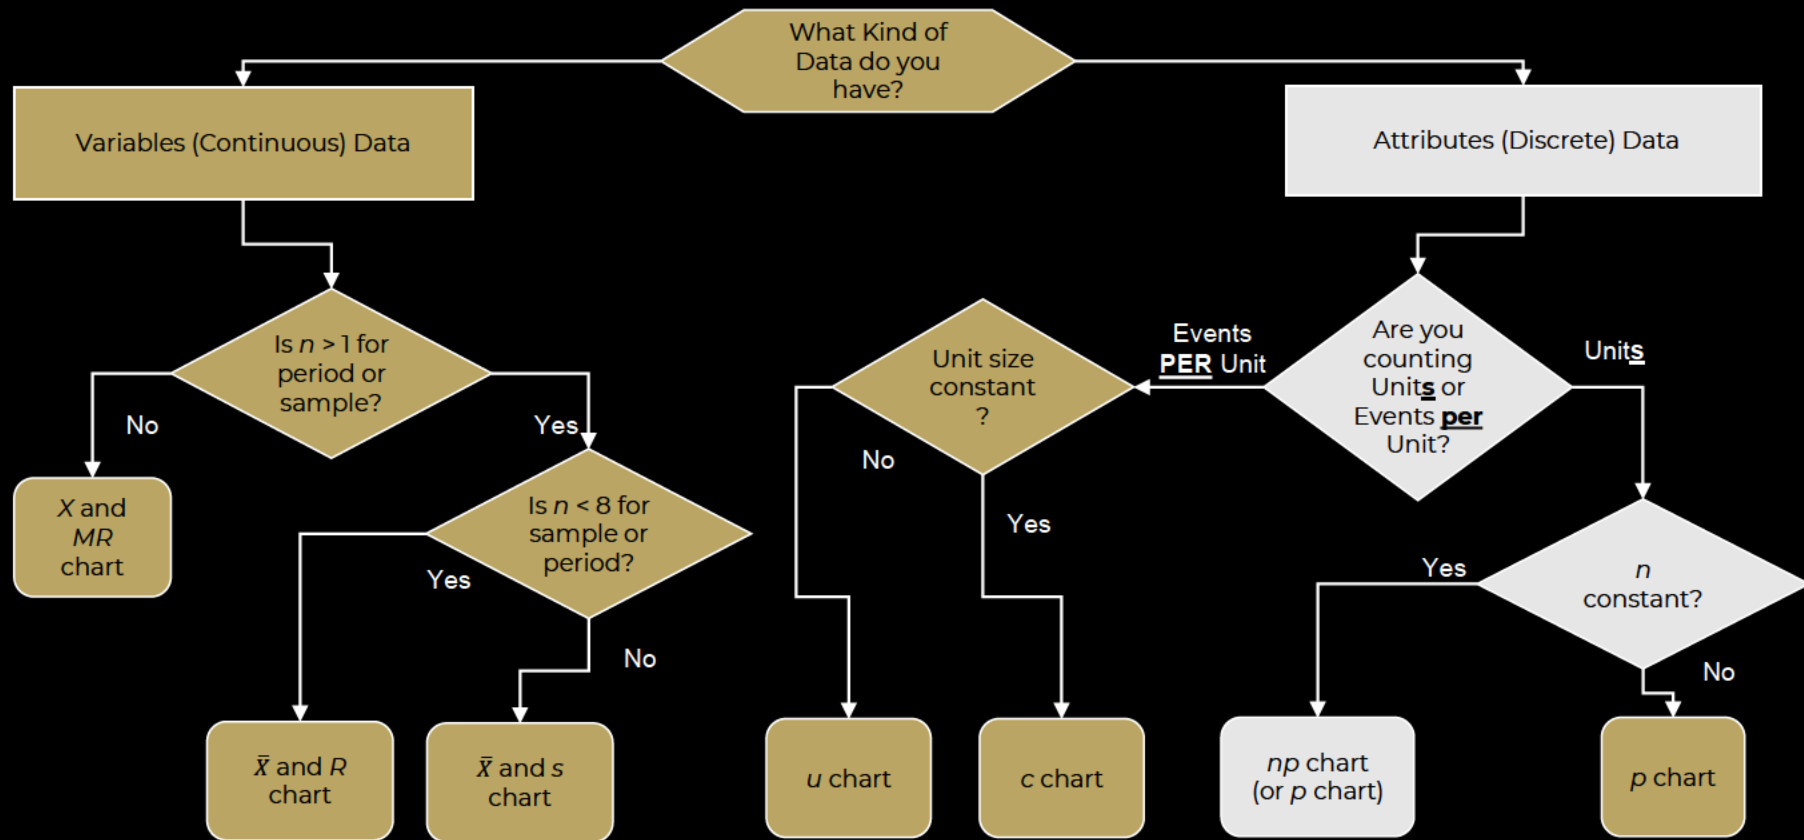 What Kind of
Data do you
have?
Variables (Continuous) Data
Attributes (Discrete) Data
Is n > 1 for
period or
sample?
No
Yes
X and
MR
chart
Is n < 8 for
sample or
period?
Yes
No
X̄ and R
chart
X̄ and s
chart
Unit size
constant
?
No
Yes
u chart
c chart
Events
PER Unit
Are you
counting
Units or
Events per
Unit?
Units
n
constant?
Yes
No
np chart
(or p chart)
p chart